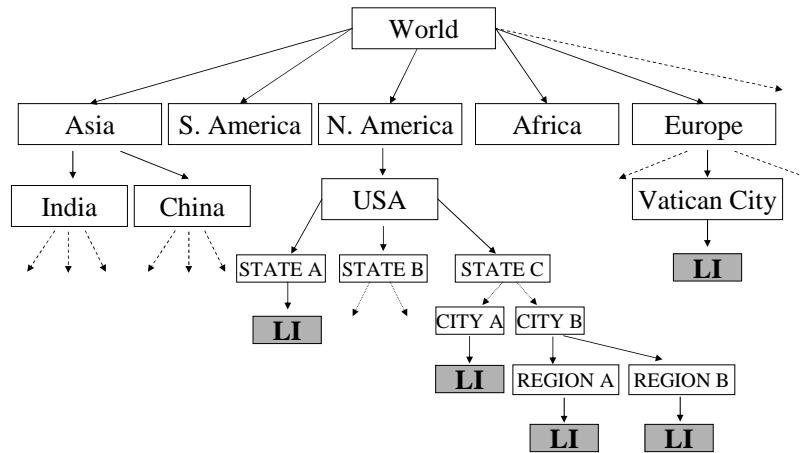 World
Asia
S. America
N. America
Africa
Europe
India
China
USA
Vatican City
STATE A
STATE B
STATE C
LI
LI
CITY A
CITY B
LI
REGION A
REGION B
LI
LI